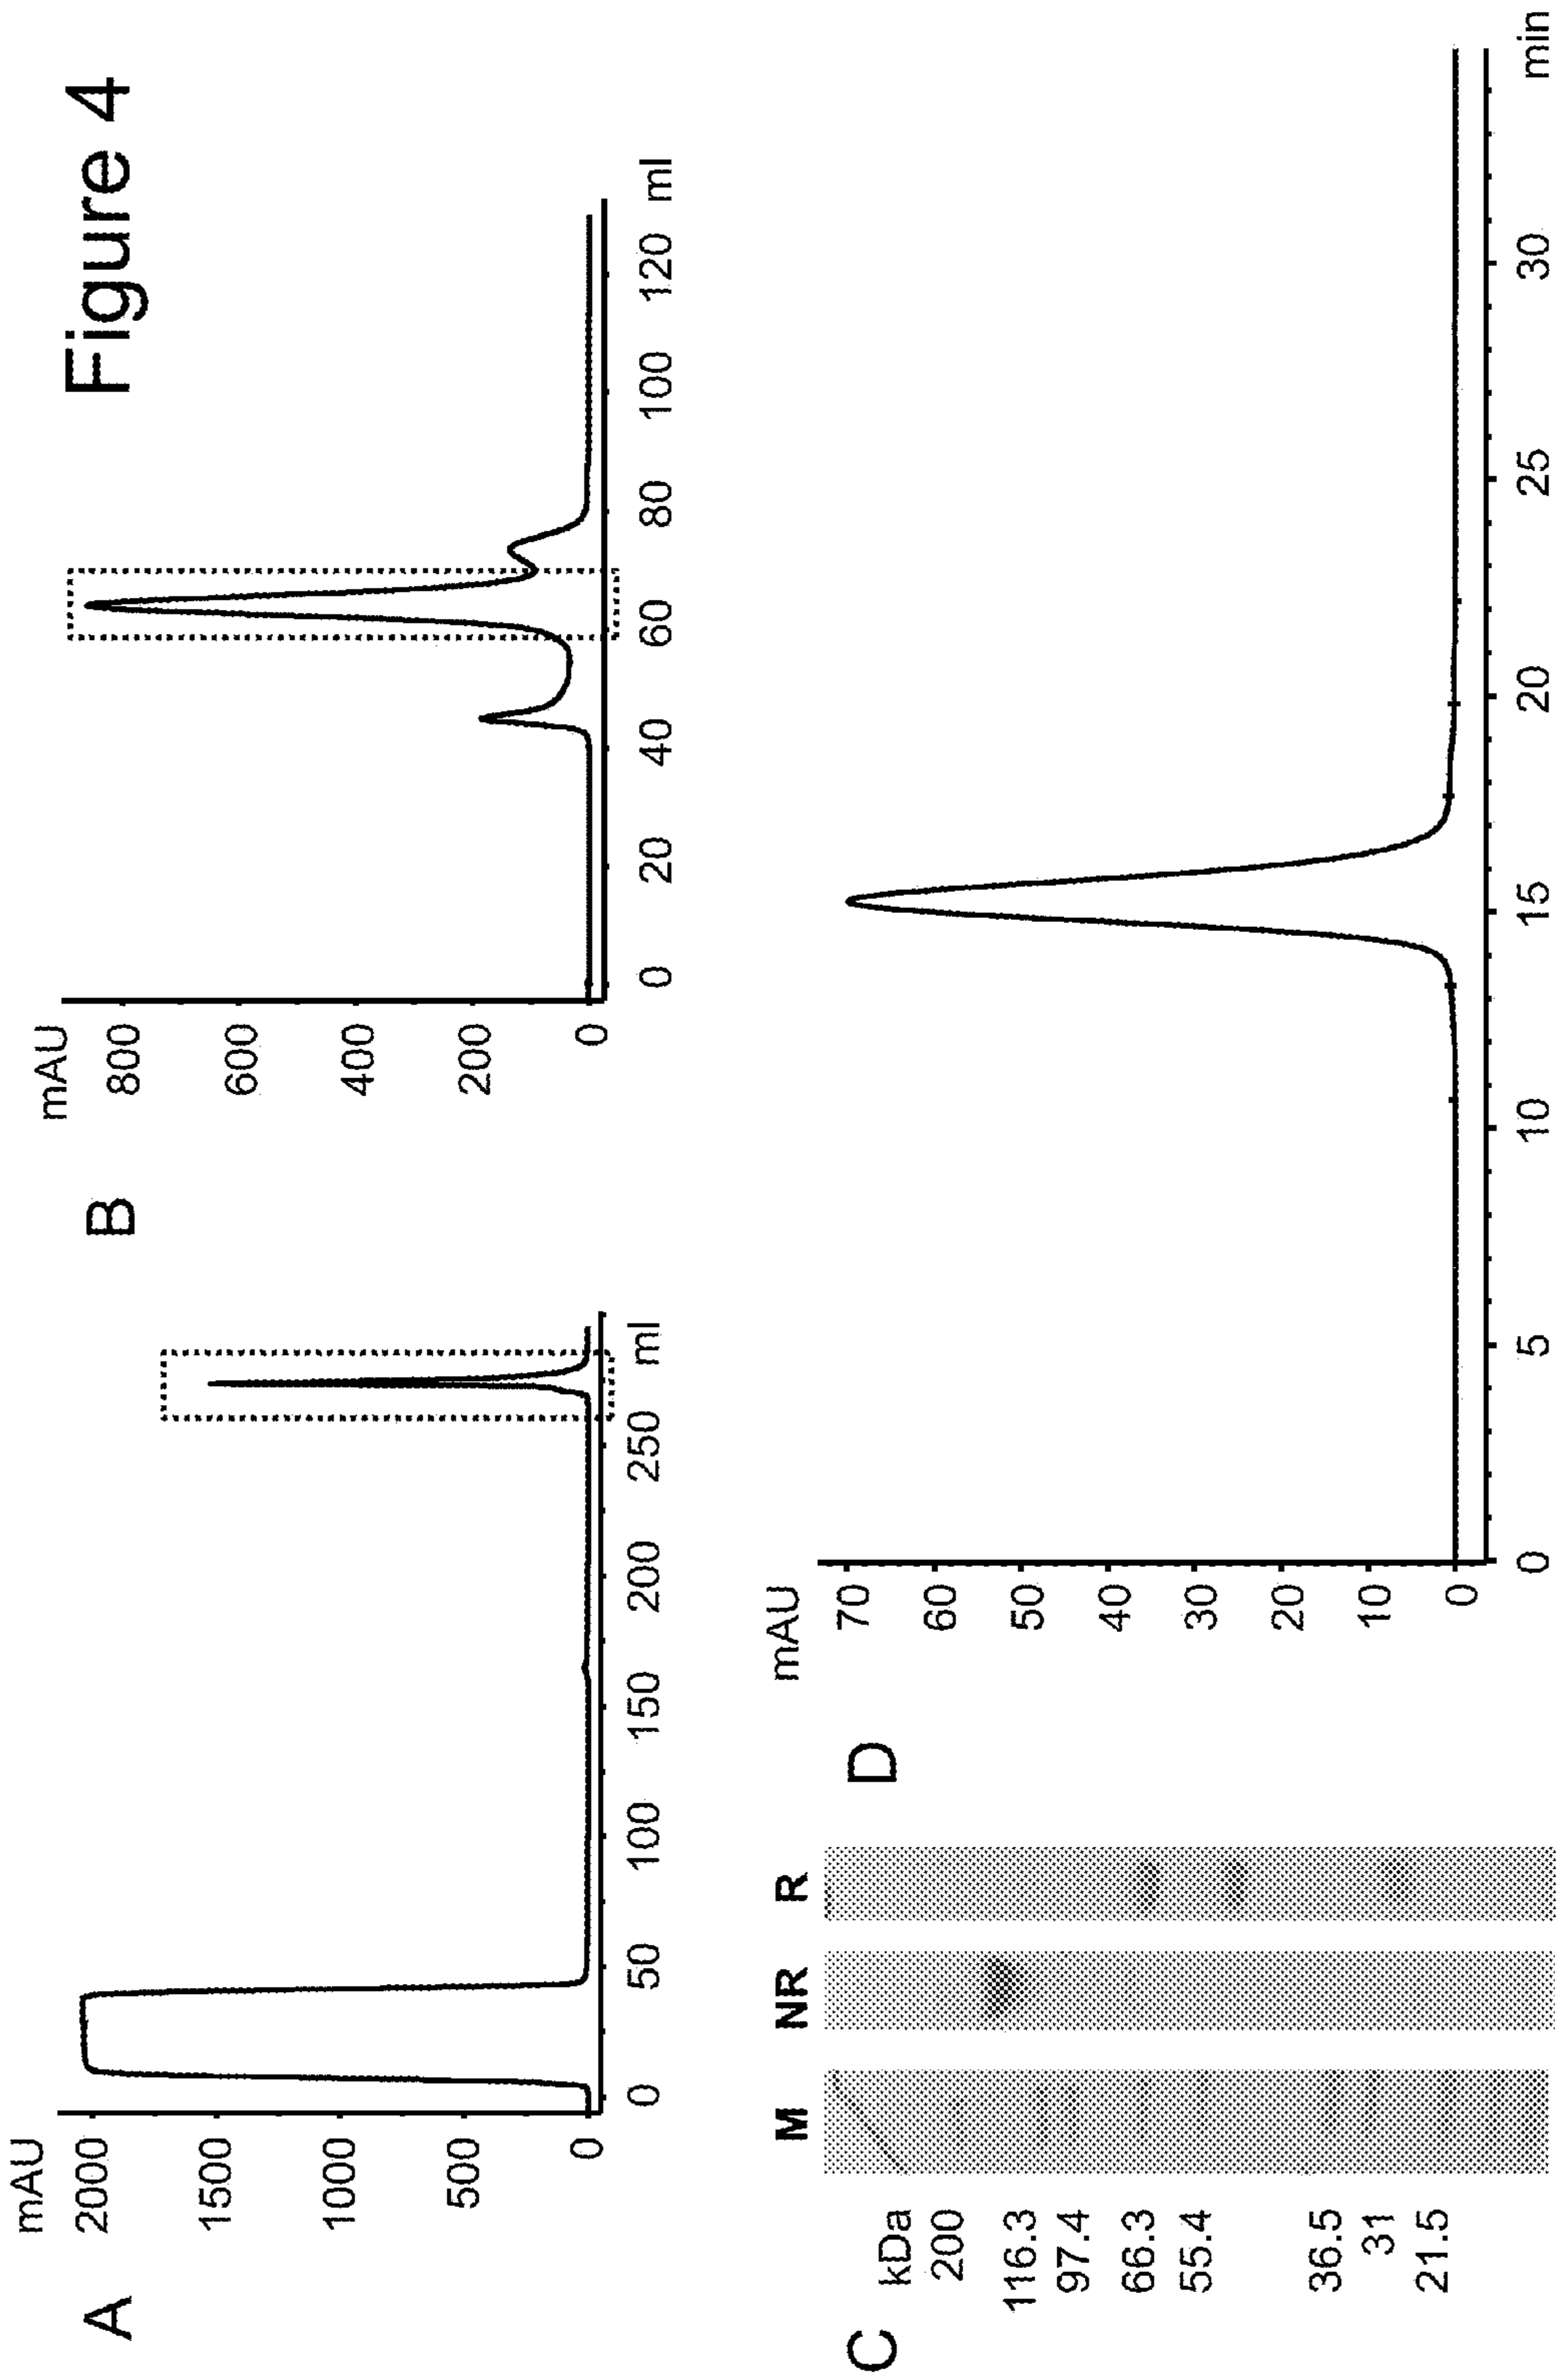 Figure 4
A
mAU
2000
1500
1000
500
0
0 50 100 150 200 250 ml
B
mAU
800
600
400
200
0
0 20 40 60 80 100 120 ml
C
M NR R
kDa
200
116.3
97.4
66.3
55.4
36.5
31
21.5
D
mAU
70
60
50
40
30
20
10
0
0 5 10 15 20 25 30 min